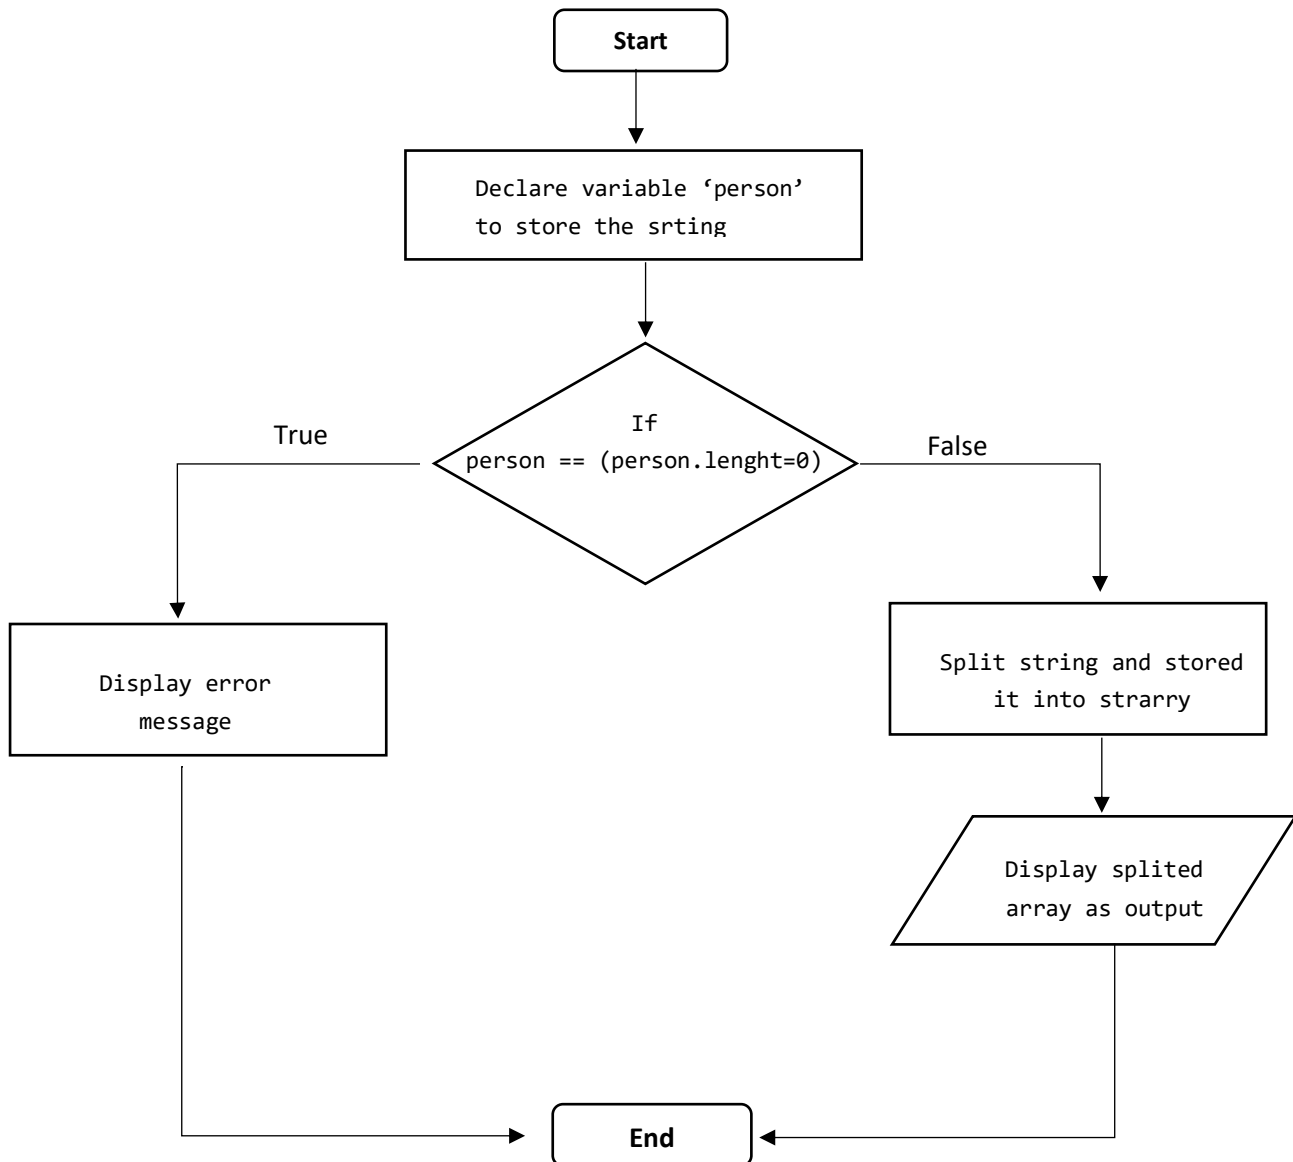 Start
Declare variable ‘person’
to store the srting
If
person == (person.lenght=0)
True
False
Display error
message
Split string and stored
it into strarry
Display splited
array as output
End